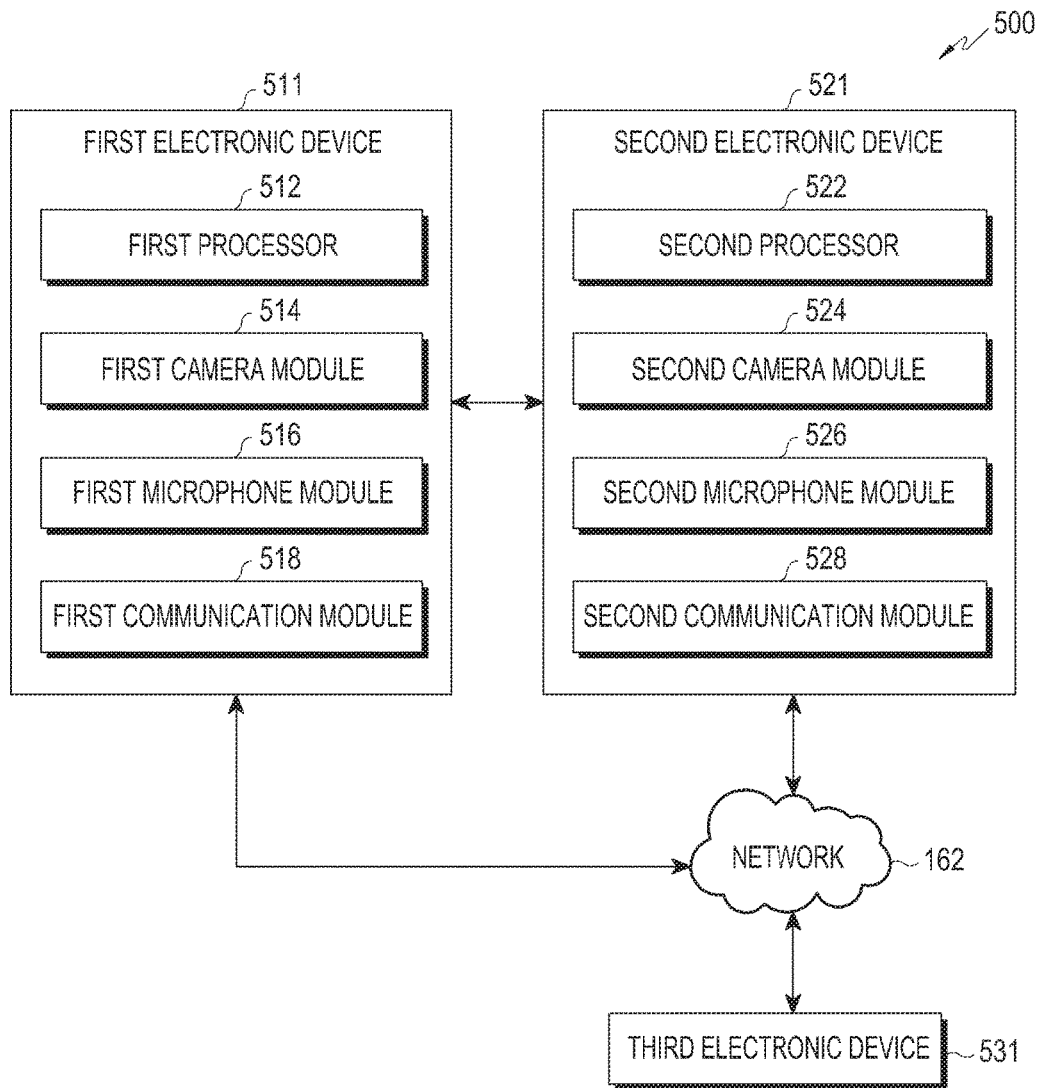 500
511
FIRST ELECTRONIC DEVICE
512
FIRST PROCESSOR
514
FIRST CAMERA MODULE
516
FIRST MICROPHONE MODULE
518
FIRST COMMUNICATION MODULE
521
SECOND ELECTRONIC DEVICE
522
SECOND PROCESSOR
524
SECOND CAMERA MODULE
526
SECOND MICROPHONE MODULE
528
SECOND COMMUNICATION MODULE
NETWORK
162
THIRD ELECTRONIC DEVICE
531